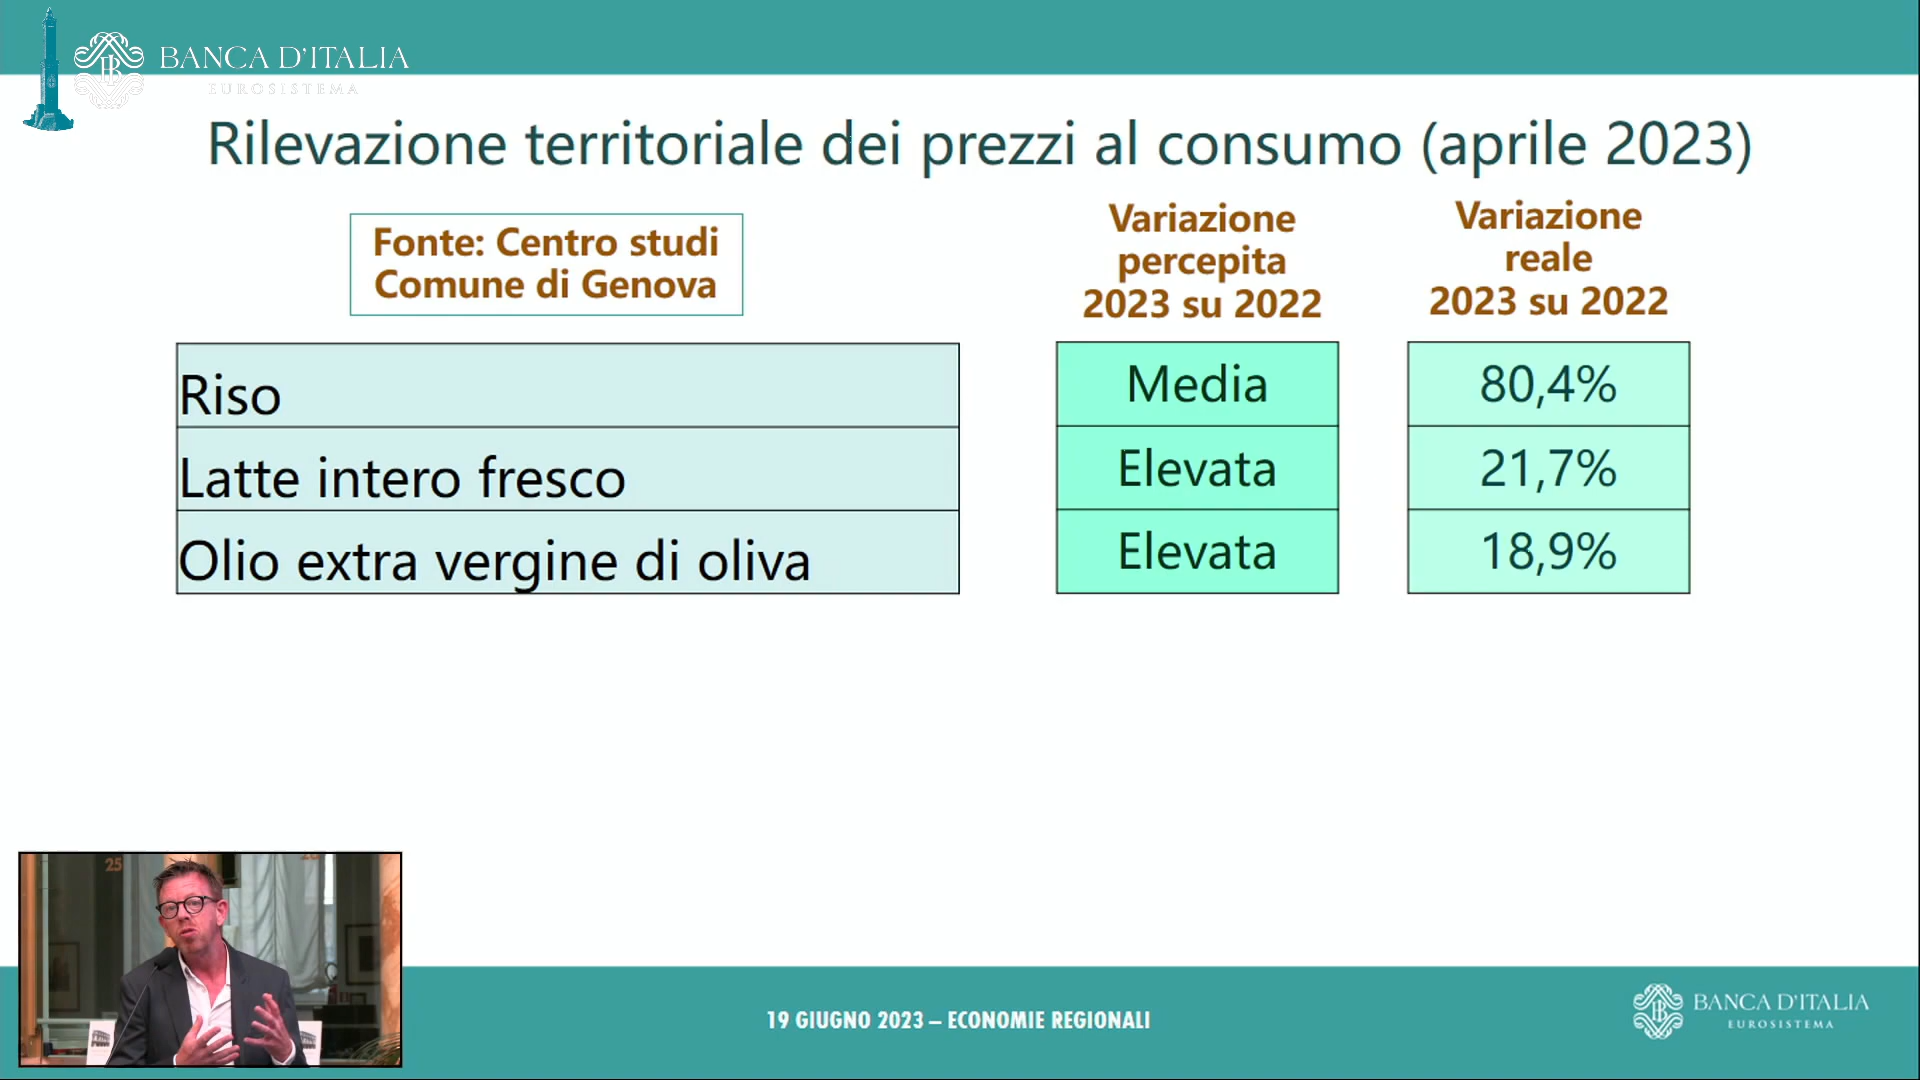 BANCA D'ITALIA
EUROSISTEMA
Rilevazione territoriale dei prezzi al consumo (aprile 2023)
Fonte: Centro studi
Comune di Genova
Variazione
percepita
2023 su 2022
Variazione
reale
2023 su 2022
Riso
Media
80,4%
Latte intero fresco
Elevata
21,7%
Olio extra vergine di oliva
Elevata
18,9%
25
19 GIUGNO 2023 – ECONOMIE REGIONALI
BANCA D'ITALIA
EUROSISTEMA